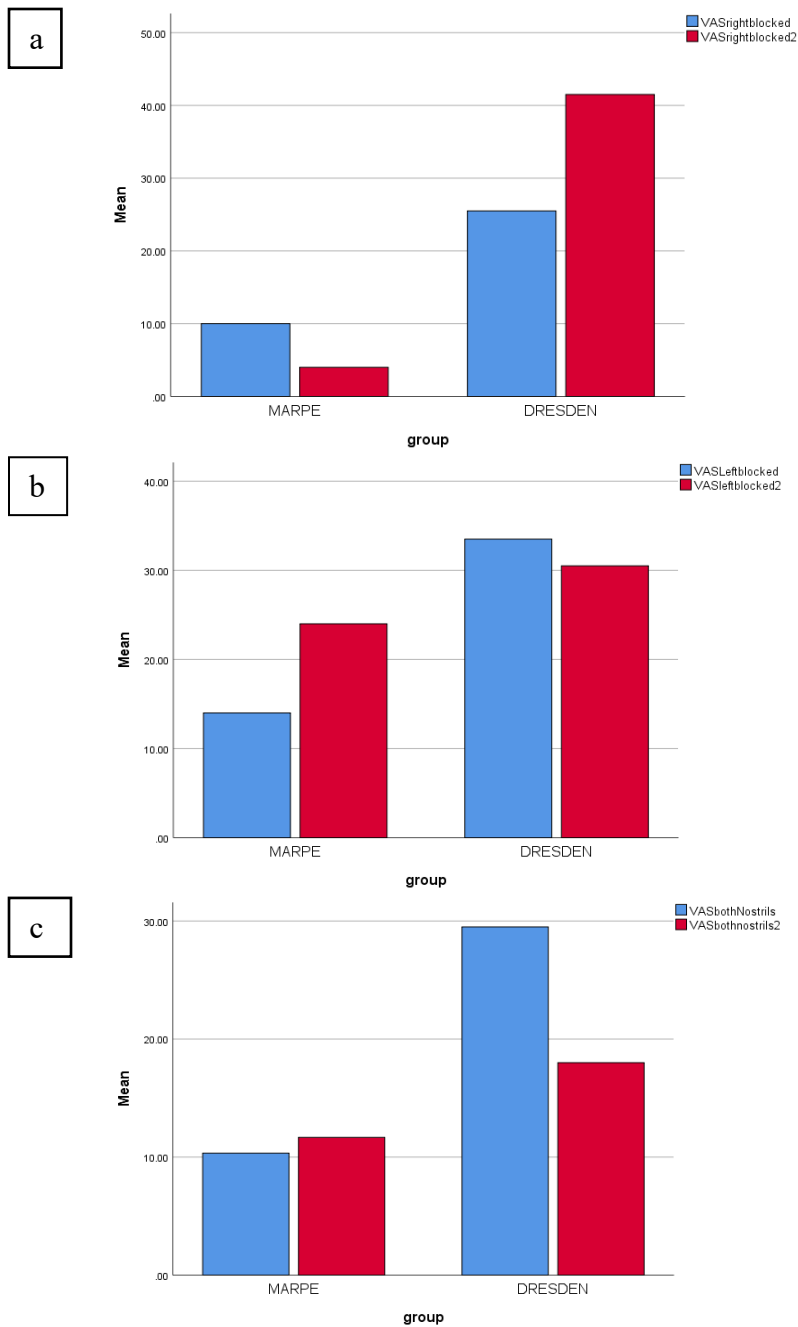 a
VASrightblocked
VASrightblocked2
50.00
40.00
30.00
20.00
10.00
.00
Mean
MARPE DRESDEN
group
b
VASLeftblocked
VASleftblocked2
40.00
30.00
20.00
10.00
.00
Mean
MARPE DRESDEN
group
c
VASbothNostrils
VASbothnostrils2
30.00
20.00
10.00
.00
Mean
MARPE DRESDEN
group